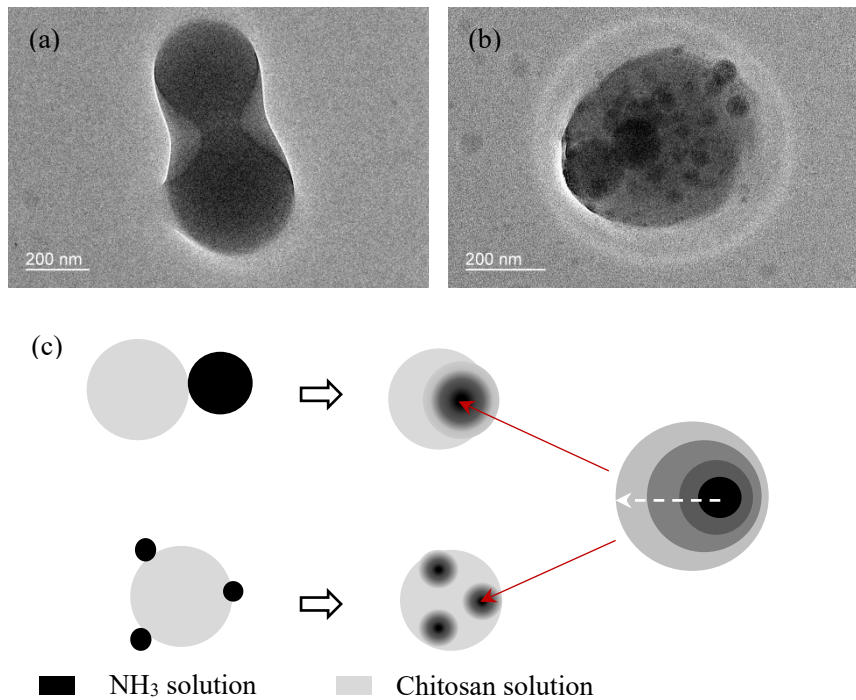 (a)
(b)
200 nm
200 nm
(c)
NH₃ solution
Chitosan solution